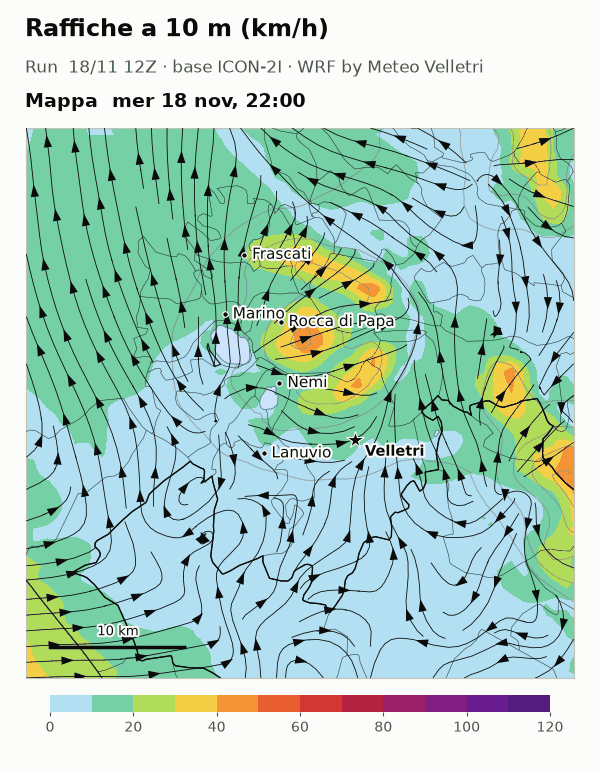 Raffiche a 10 m (km/h)
Run  18/11 12Z · base ICON-2I · WRF by Meteo Velletri
Mappa  mer 18 nov, 22:00
Frascati
Marino
Rocca di Papa
Nemi
Velletri
Lanuvio
10 km
0 20 40 60 80 100 120